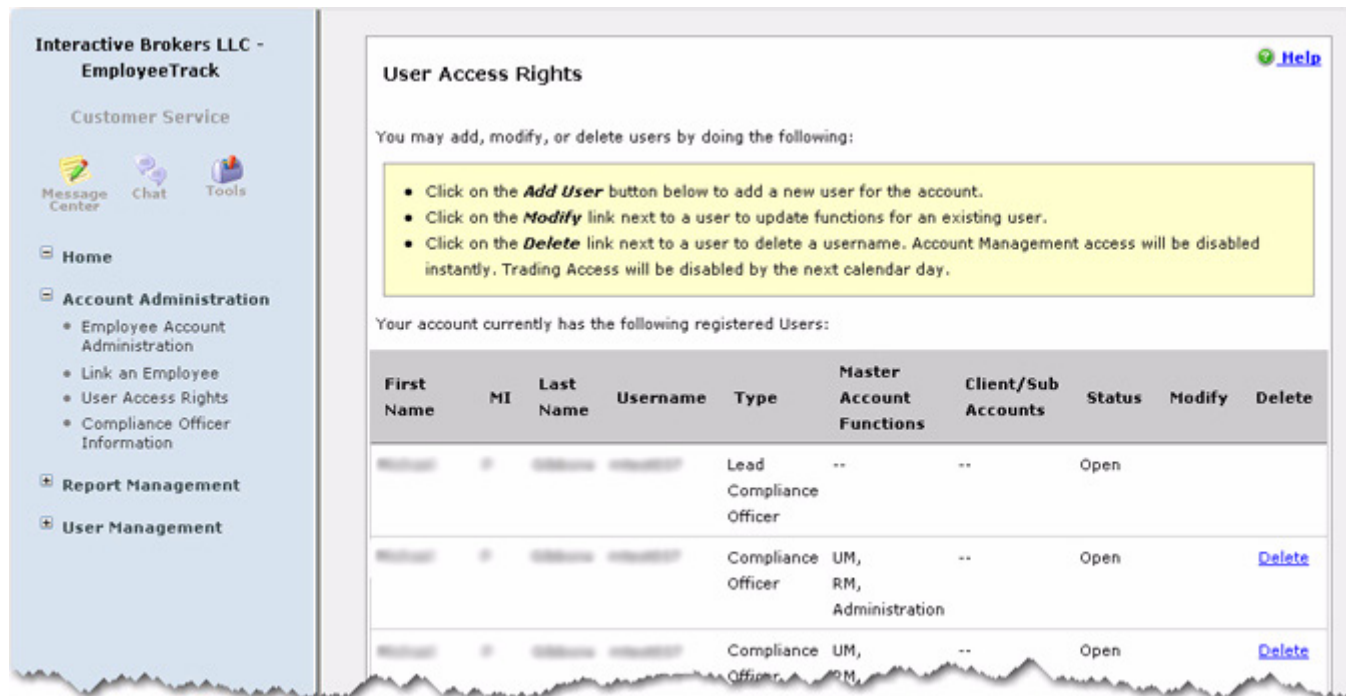 Interactive Brokers LLC -
EmployeeTrack
Customer Service
Message
Center
Chat
Tools
Home
Account Administration
Employee Account
Administration
Link an Employee
User Access Rights
Compliance Officer
Information
Report Management
User Management
Help
User Access Rights
You may add, modify, or delete users by doing the following:
• Click on the Add User button below to add a new user for the account.
• Click on the Modify link next to a user to update functions for an existing user.
• Click on the Delete link next to a user to delete a username. Account Management access will be disabled
instantly. Trading Access will be disabled by the next calendar day.
Your account currently has the following registered Users:
First
Name
MI
Last
Name
Username
Type
Master
Account
Functions
Client/Sub
Accounts
Status
Modify
Delete
Lead
Compliance
Officer
--
--
Open
Compliance
Officer
UM,
RM,
Administration
--
Open
Delete
Compliance
Officer
UM,
RM,
--
Open
Delete